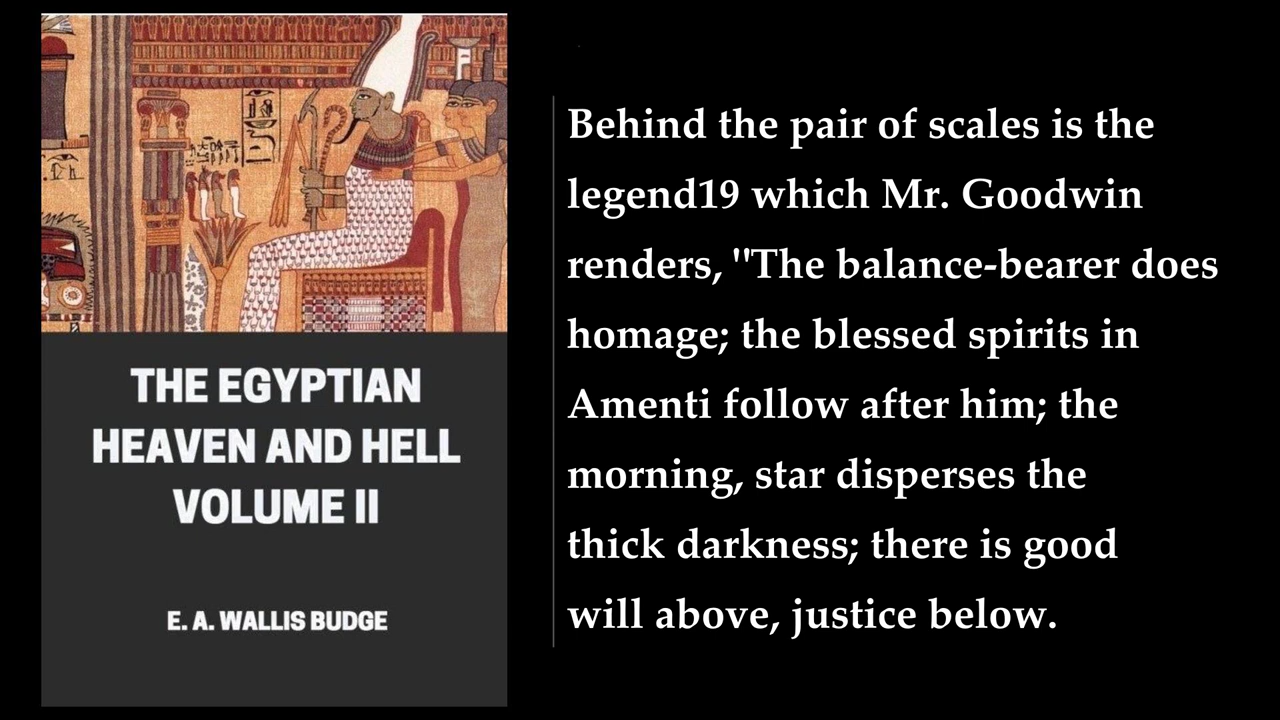 THE EGYPTIAN
HEAVEN AND HELL
VOLUME II
E. A. WALLIS BUDGE
Behind the pair of scales is the
legend19 which Mr. Goodwin
renders, "The balance-bearer does
homage; the blessed spirits in
Amenti follow after him; the
morning, star disperses the
thick darkness; there is good
will above, justice below.